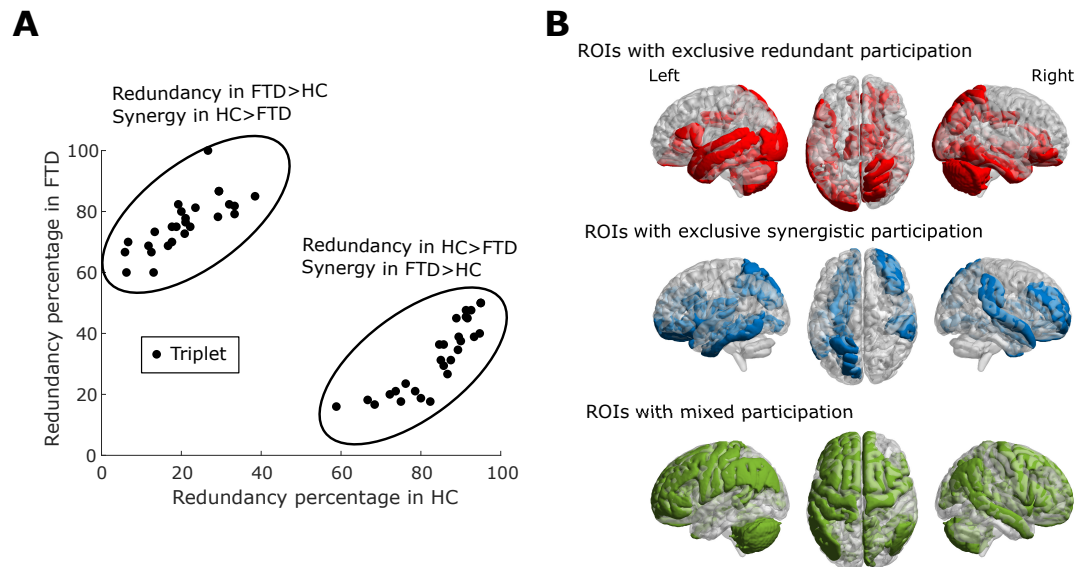 A
Redundancy in FTD>HC
Synergy in HC>FTD
Redundancy in HC>FTD
Synergy in FTD>HC
Triplet
Redundancy percentage in FTD
100
80
60
40
20
0
0
20
40
60
80
100
Redundancy percentage in HC
B
ROIs with exclusive redundant participation
Left
Right
ROIs with exclusive synergistic participation
ROIs with mixed participation